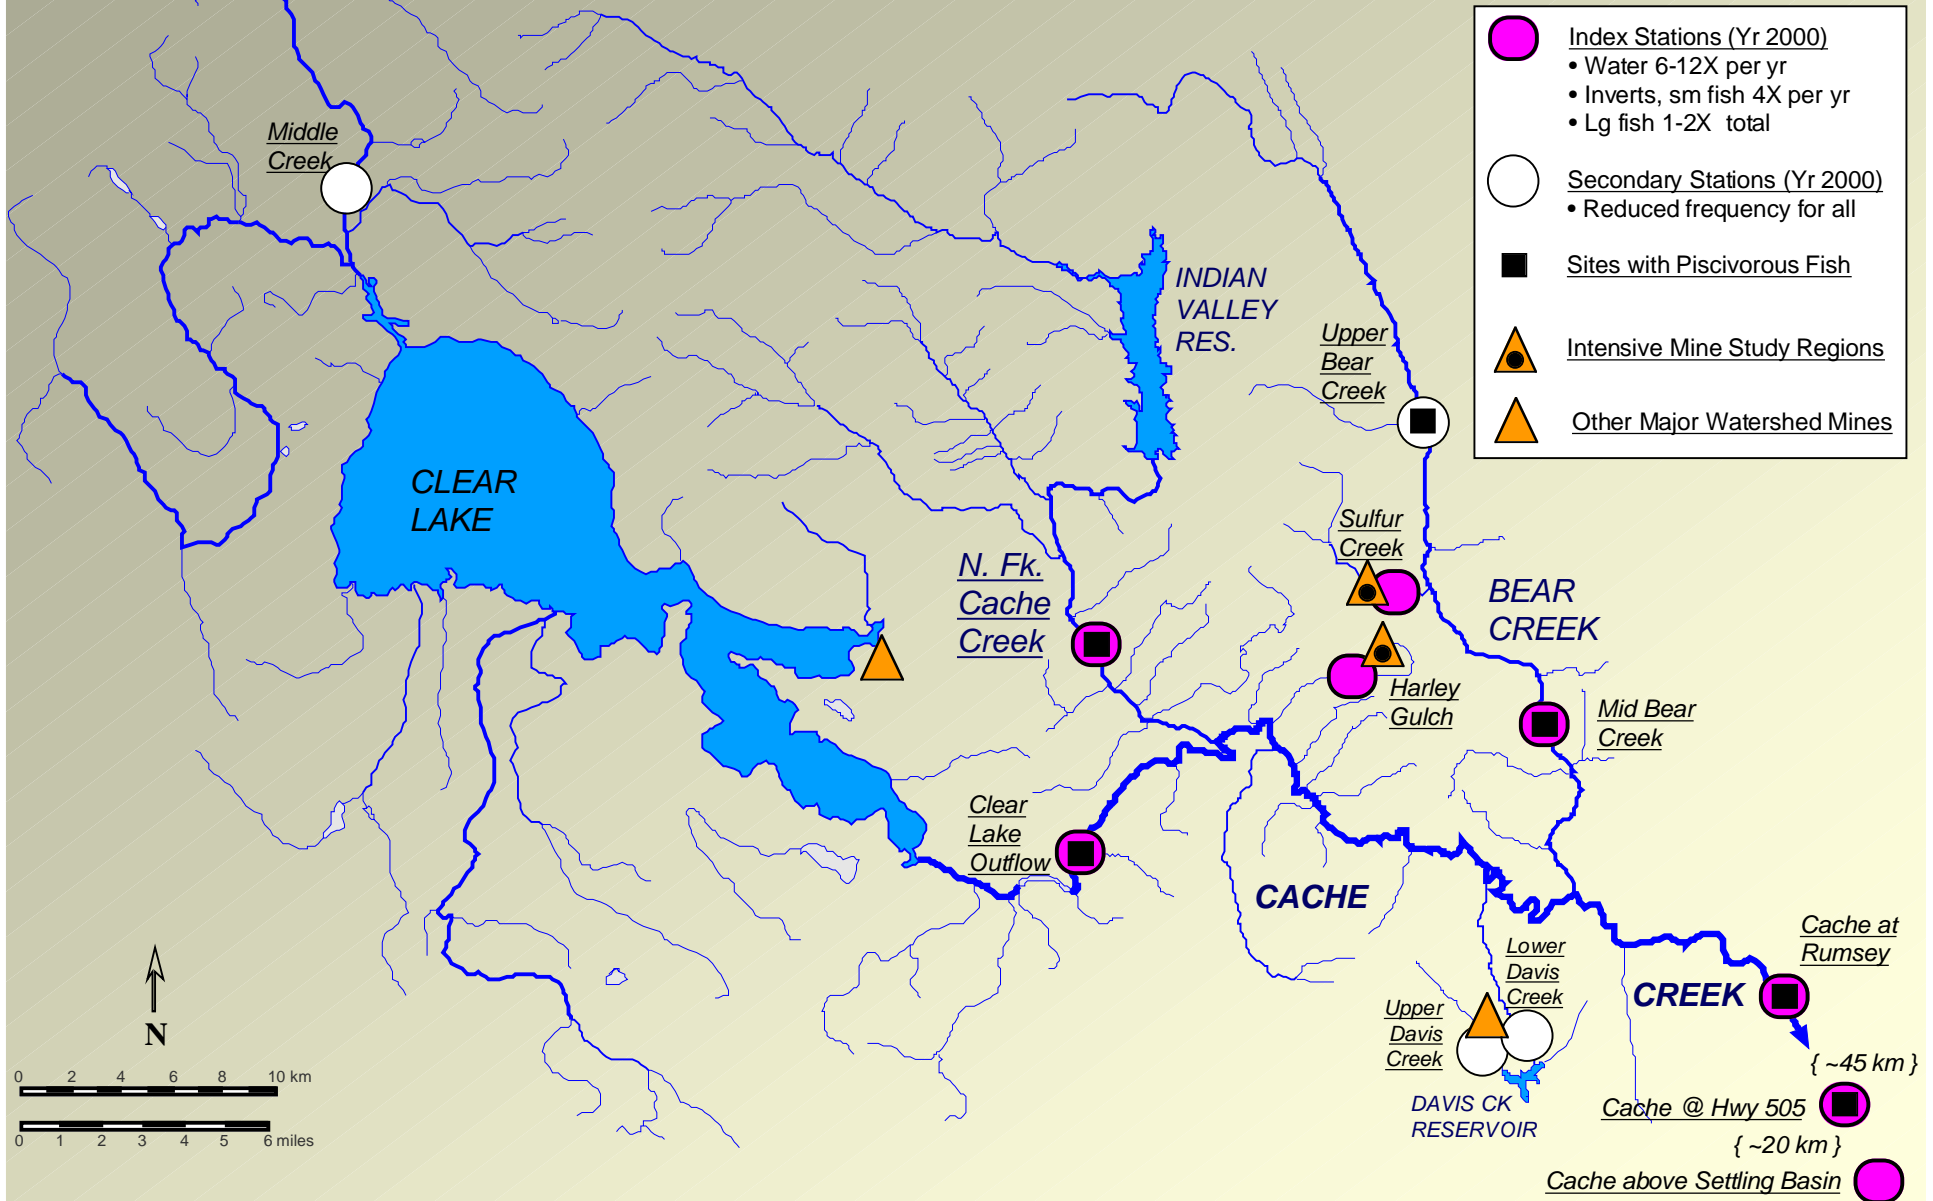 Middle
Creek
CLEAR
LAKE
INDIAN
VALLEY
RES.
Upper
Bear
Creek
Sulfur
Creek
N. Fk.
Cache
Creek
BEAR
CREEK
Harley
Gulch
Mid Bear
Creek
Clear
Lake
Outflow
CACHE
CREEK
Lower
Davis
Creek
Upper
Davis
Creek
DAVIS CK
RESERVOIR
Cache at
Rumsey
{ ~45 km }
Cache @ Hwy 505
{ ~20 km }
Cache above Settling Basin
N
0 2 4 6 8 10 km
0 1 2 3 4 5 6 miles
Index Stations (Yr 2000)
• Water 6-12X per yr
• Inverts, sm fish 4X per yr
• Lg fish 1-2X total
Secondary Stations (Yr 2000)
• Reduced frequency for all
Sites with Piscivorous Fish
Intensive Mine Study Regions
Other Major Watershed Mines